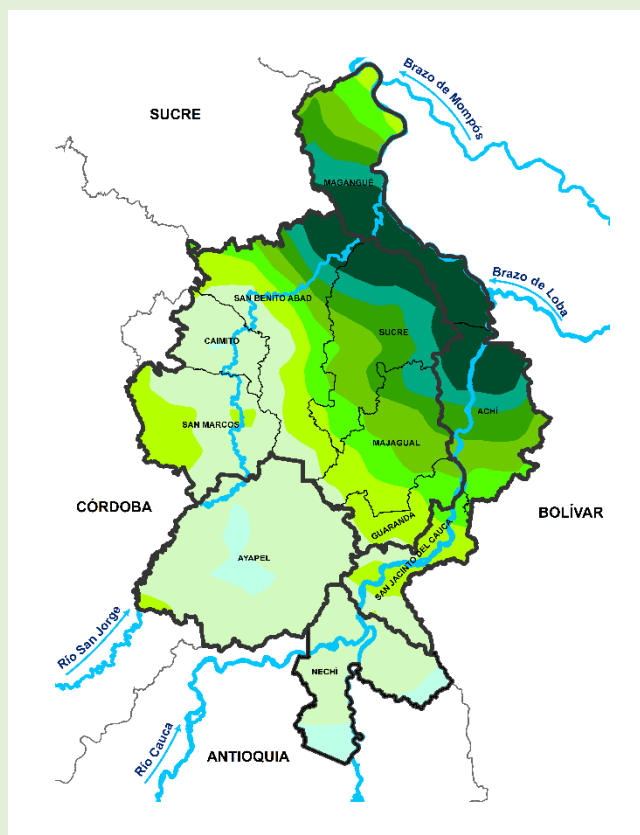 Brazo de Mompós
SUCRE
MAGANGUÉ
Brazo de Loba
SAN BENITO ABAD
SUCRE
CAIMITO
ACHÍ
SAN MARCOS
MAJAGUAL
CÓRDOBA
BOLÍVAR
GUARANDA
AYAPEL
SAN JACINTO DEL CAUCA
Río San Jorge
NECHÍ
Río Cauca
ANTIOQUIA